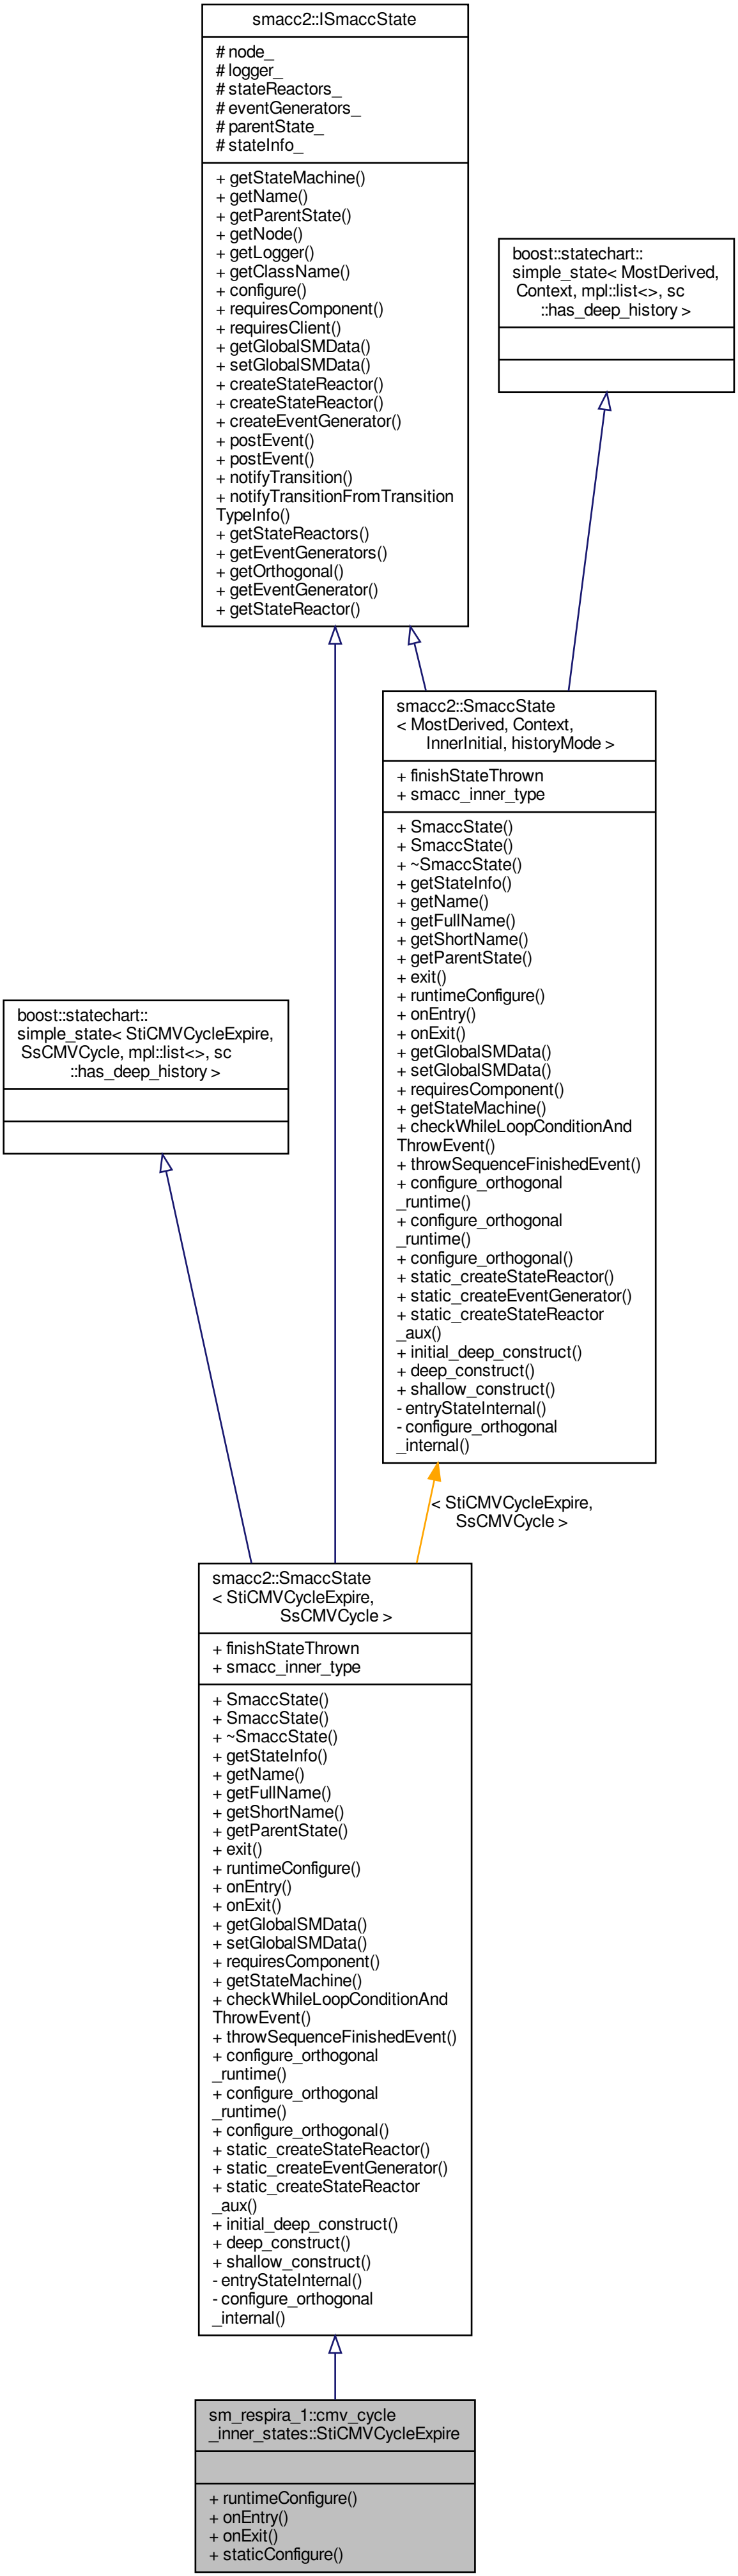 smacc2::ISmaccState
# node_
# logger_
# stateReactors_
# eventGenerators_
# parentState_
# stateInfo_
+ getStateMachine()
+ getName()
+ getParentState()
+ getNode()
+ getLogger()
+ getClassName()
+ configure()
+ requiresComponent()
+ requiresClient()
+ getGlobalSMData()
+ setGlobalSMData()
+ createStateReactor()
+ createStateReactor()
+ createEventGenerator()
+ postEvent()
+ postEvent()
+ notifyTransition()
+ notifyTransitionFromTransition
TypeInfo()
+ getStateReactors()
+ getEventGenerators()
+ getOrthogonal()
+ getEventGenerator()
+ getStateReactor()
boost::statechart::
simple_state< MostDerived,
Context, mpl::list<>, sc
::has_deep_history >
smacc2::SmaccState
< MostDerived, Context,
InnerInitial, historyMode >
+ finishStateThrown
+ smacc_inner_type
+ SmaccState()
+ SmaccState()
+ ~SmaccState()
+ getStateInfo()
+ getName()
+ getFullName()
+ getShortName()
+ getParentState()
+ exit()
+ runtimeConfigure()
+ onEntry()
+ onExit()
+ getGlobalSMData()
+ setGlobalSMData()
+ requiresComponent()
+ getStateMachine()
+ checkWhileLoopConditionAnd
ThrowEvent()
+ throwSequenceFinishedEvent()
+ configure_orthogonal
_runtime()
+ configure_orthogonal
_runtime()
+ configure_orthogonal()
+ static_createStateReactor()
+ static_createEventGenerator()
+ static_createStateReactor
_aux()
+ initial_deep_construct()
+ deep_construct()
+ shallow_construct()
- entryStateInternal()
- configure_orthogonal
_internal()
boost::statechart::
simple_state< StiCMVCycleExpire,
SsCMVCycle, mpl::list<>, sc
::has_deep_history >
< StiCMVCycleExpire,
SsCMVCycle >
smacc2::SmaccState
< StiCMVCycleExpire,
SsCMVCycle >
+ finishStateThrown
+ smacc_inner_type
+ SmaccState()
+ SmaccState()
+ ~SmaccState()
+ getStateInfo()
+ getName()
+ getFullName()
+ getShortName()
+ getParentState()
+ exit()
+ runtimeConfigure()
+ onEntry()
+ onExit()
+ getGlobalSMData()
+ setGlobalSMData()
+ requiresComponent()
+ getStateMachine()
+ checkWhileLoopConditionAnd
ThrowEvent()
+ throwSequenceFinishedEvent()
+ configure_orthogonal
_runtime()
+ configure_orthogonal
_runtime()
+ configure_orthogonal()
+ static_createStateReactor()
+ static_createEventGenerator()
+ static_createStateReactor
_aux()
+ initial_deep_construct()
+ deep_construct()
+ shallow_construct()
- entryStateInternal()
- configure_orthogonal
_internal()
sm_respira_1::cmv_cycle
_inner_states::StiCMVCycleExpire
+ runtimeConfigure()
+ onEntry()
+ onExit()
+ staticConfigure()